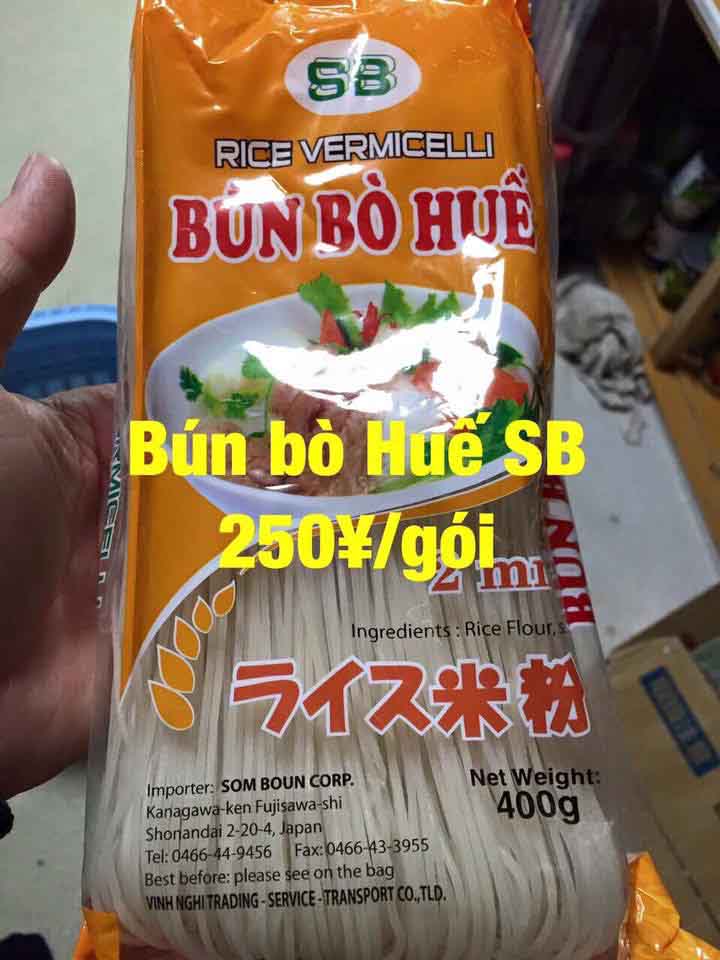 SB
RICE VERMICELLI
BÚN BÒ HUẾ
Bún bò Huế SB
250¥/gói
2 m
Ingredients : Rice Flour,
ライス米粉
Importer: SOM BOUN CORP.
Kanagawa-ken Fujisawa-shi
Shonandai 2-20-4, Japan
Tel: 0466-44-9456 Fax: 0466-43-3955
Best before: please see on the bag
VINH NGHI TRADING - SERVICE - TRANSPORT CO.,TLD.
Net Weight:
400g
BÚN